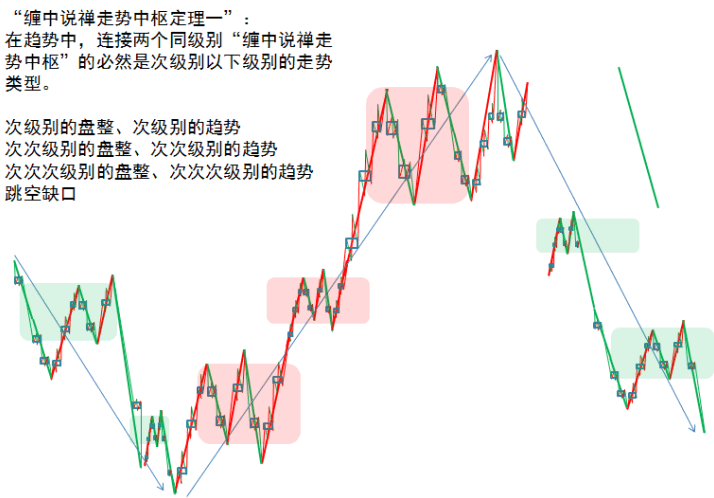 “缠中说禅走势中枢定理一”：
在趋势中，连接两个同级别“缠中说禅走
势中枢”的必然是次级别以下级别的走势
类型。
次级别的盘整、次级别的趋势
次次级别的盘整、次次级别的趋势
次次次级别的盘整、次次次级别的趋势
跳空缺口